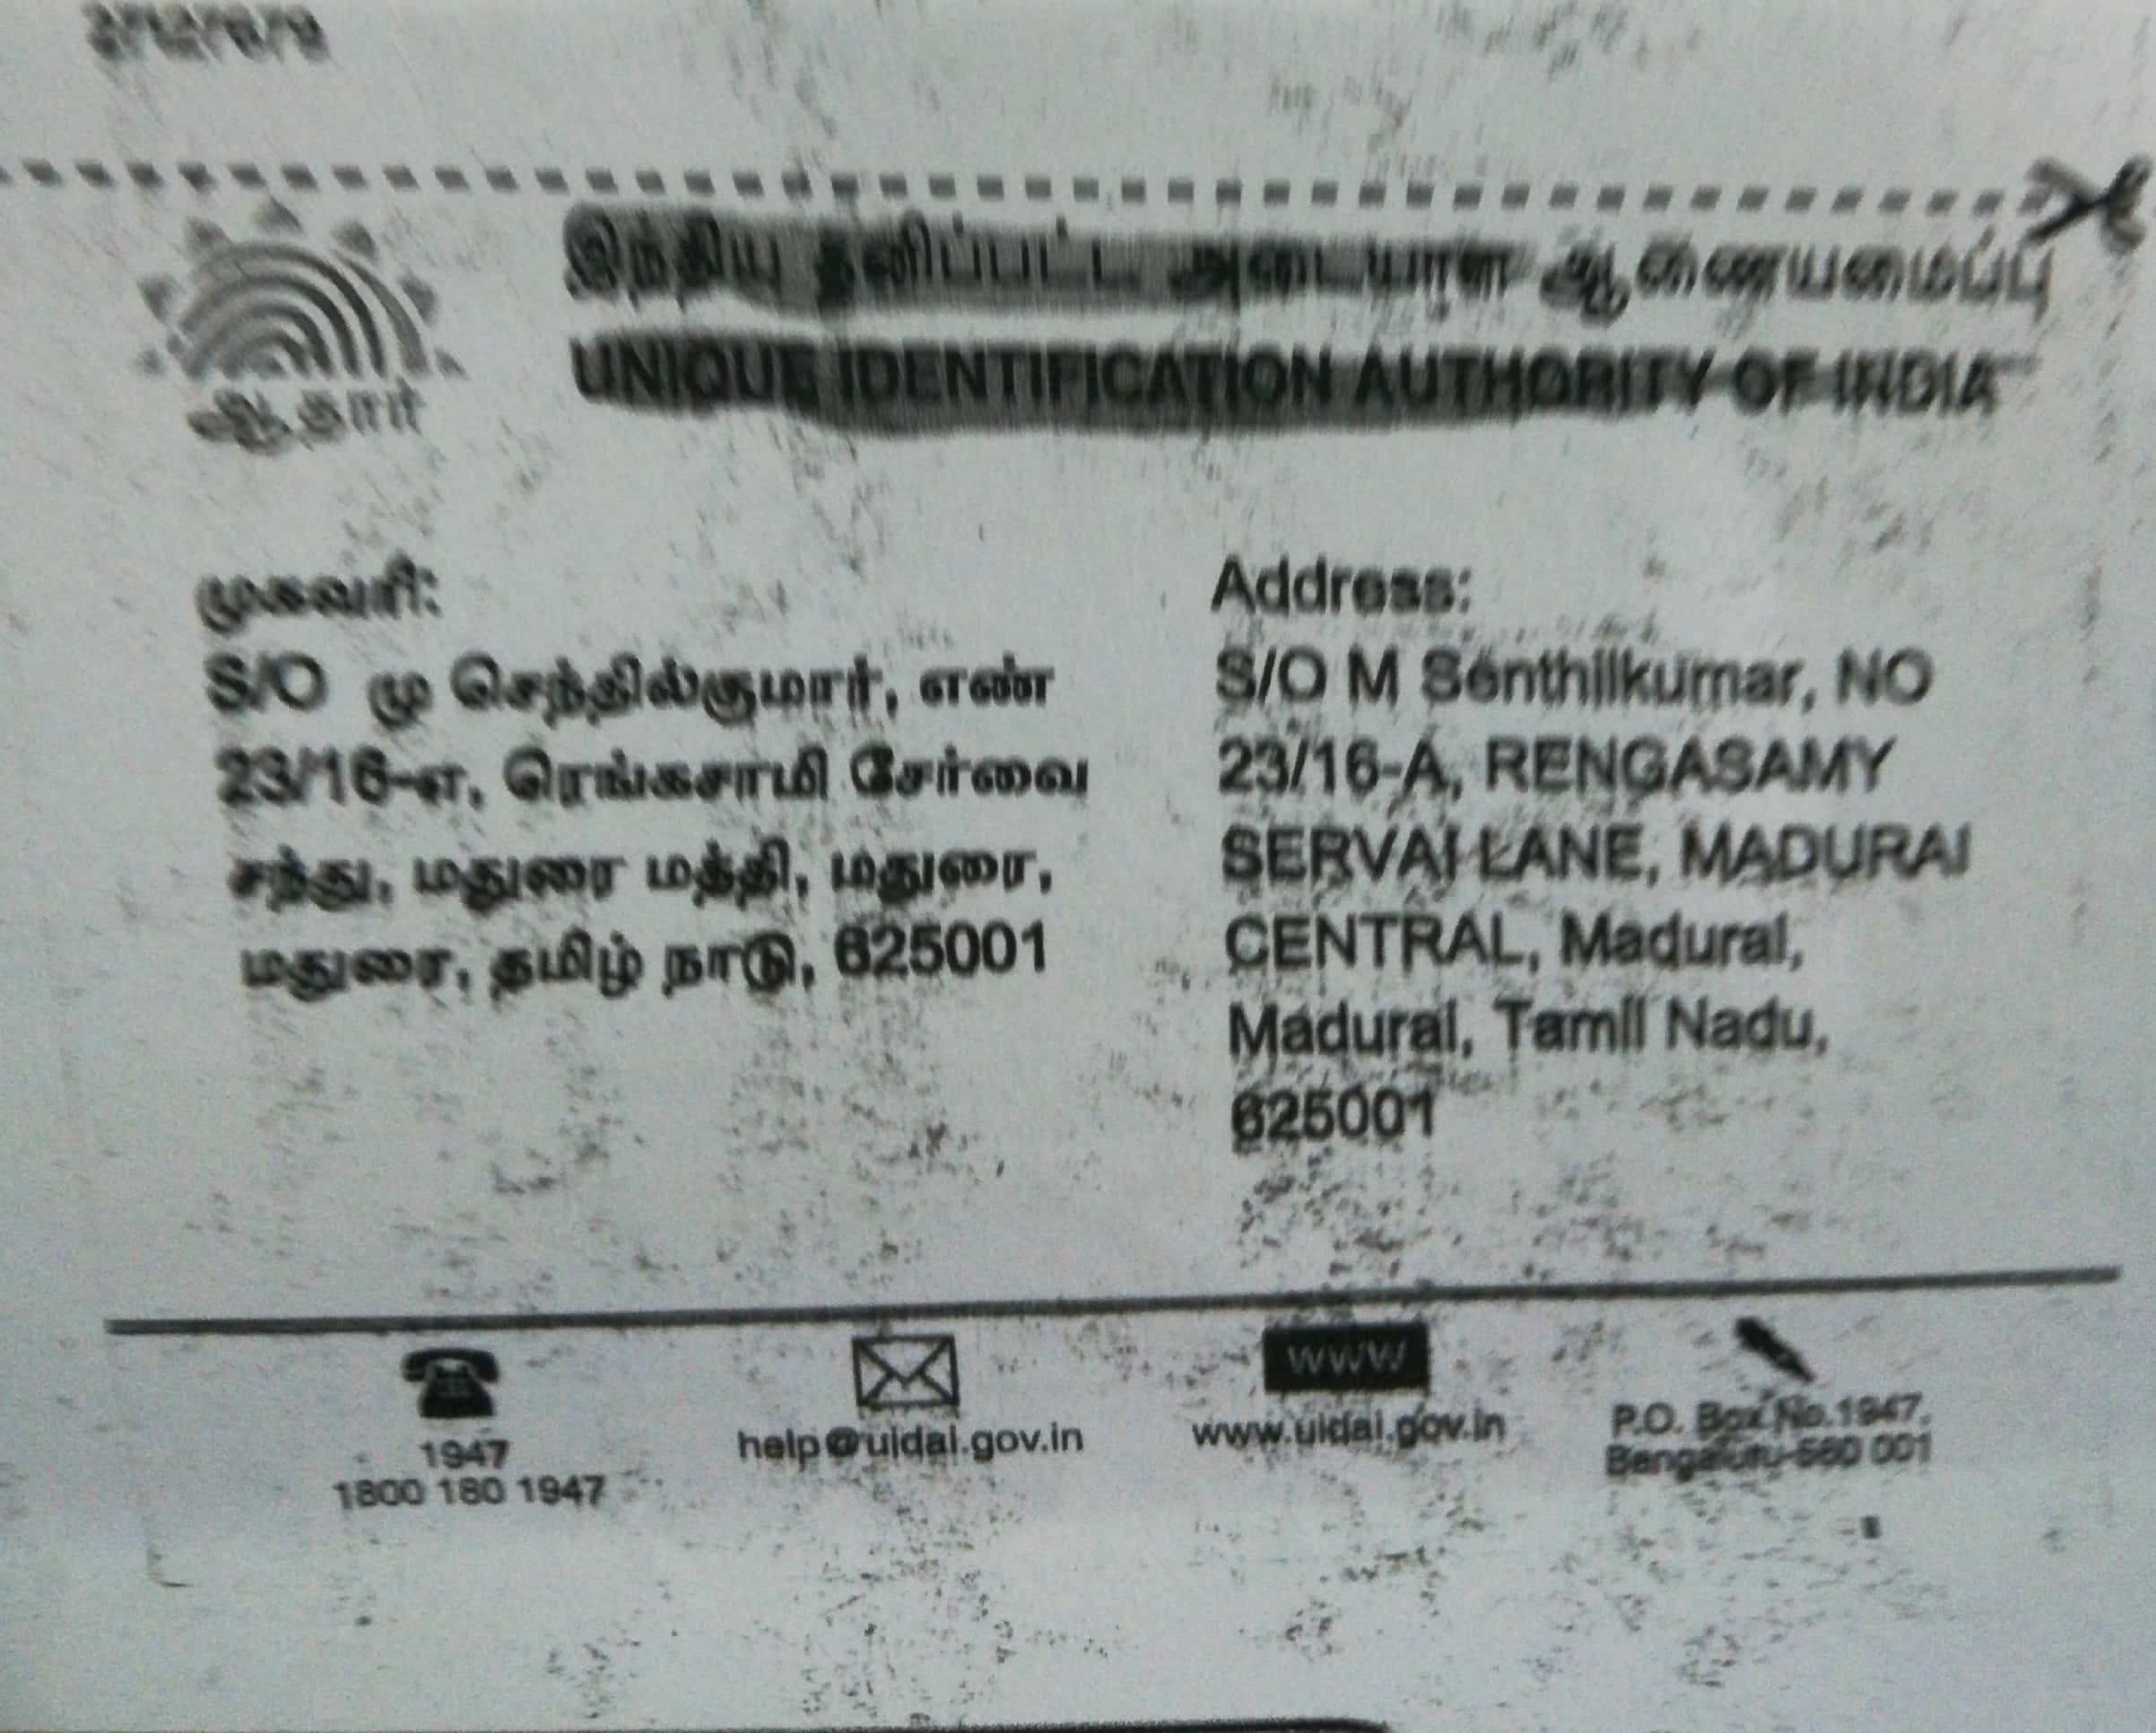 இந்திய தனிப்பட்ட அடையாள ஆணையமைப்பு
UNIQUE IDENTIFICATION AUTHORITY OF INDIA
ஆதார்
முகவரி:
S/O மு செந்தில்குமார், எண்
23/16-எ, ரெங்கசாமி சேர்வை
சந்து, மதுரை மத்தி, மதுரை,
மதுரை, தமிழ் நாடு, 625001
Address:
S/O M Senthilkumar, NO
23/16-A, RENGASAMY
SERVAI LANE, MADURAI
CENTRAL, Madurai,
Madurai, Tamil Nadu,
625001
1947
1800 180 1947
help@uidai.gov.in
www
www.uidai.gov.in
P.O. Box No.1947,
Bengaluru-560 001